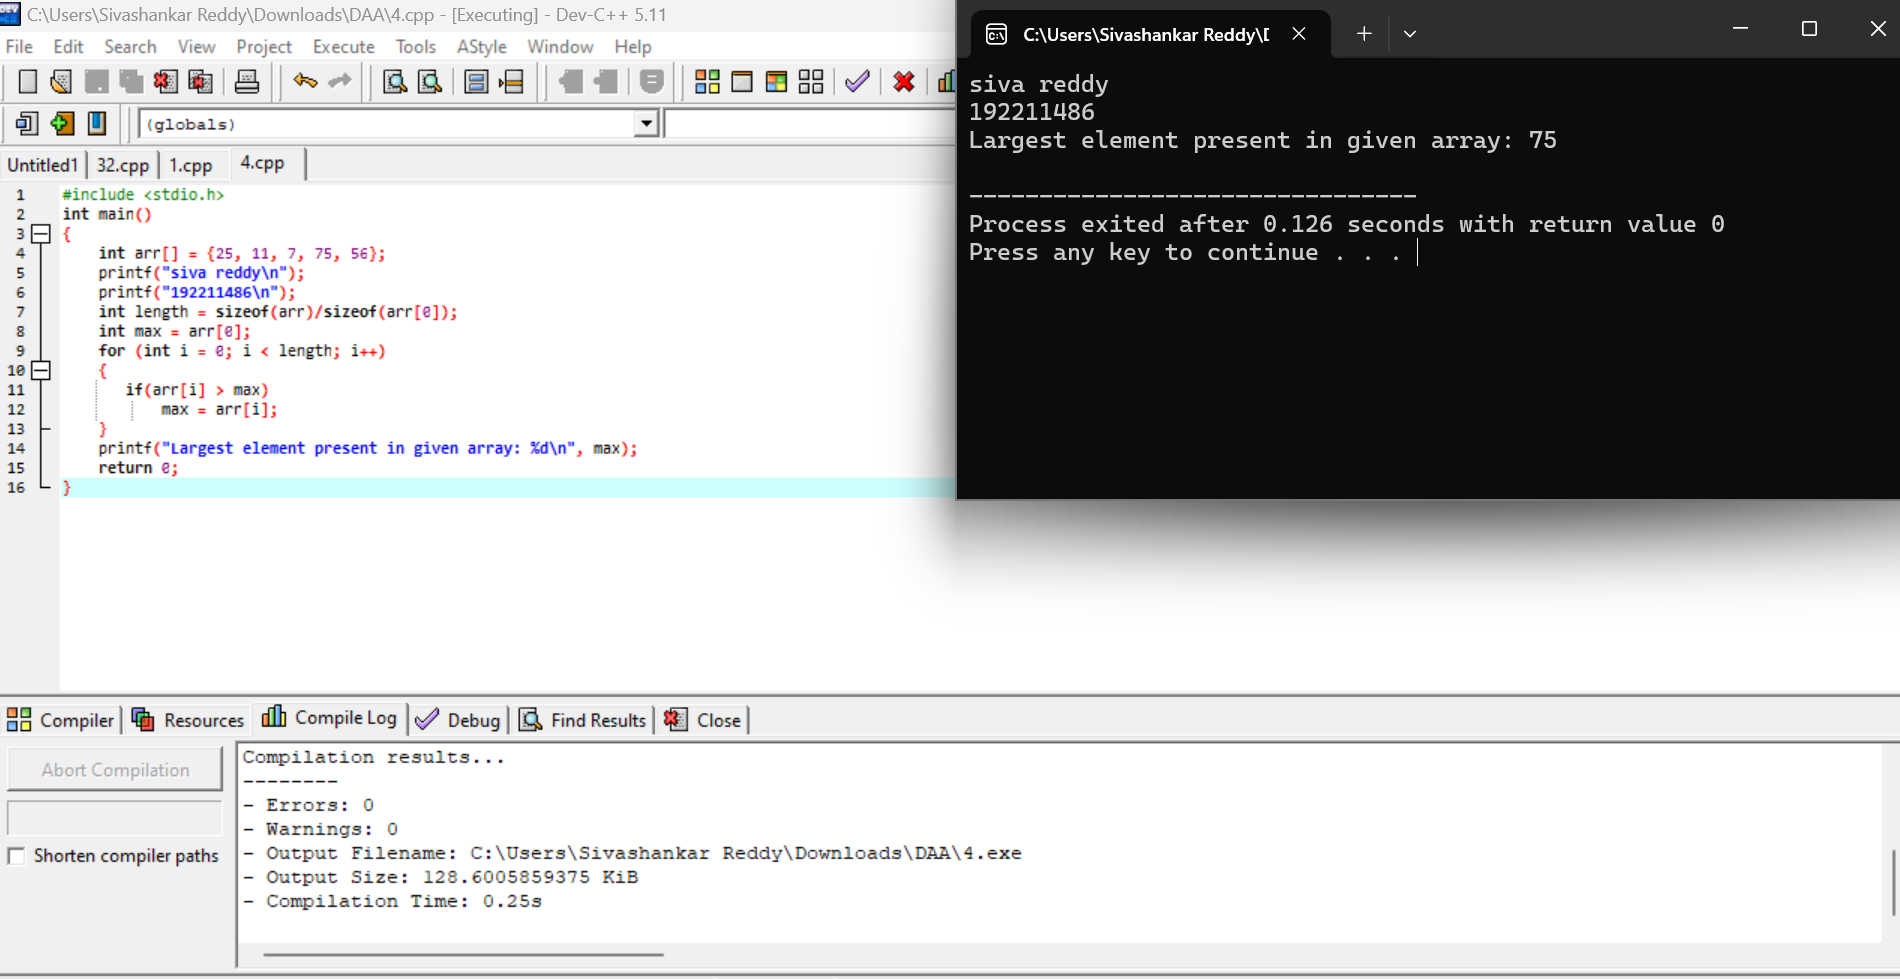 C:\Users\Sivashankar Reddy\Downloads\DAA\4.cpp - [Executing] - Dev-C++ 5.11
File Edit Search View Project Execute Tools AStyle Window Help
(globals)
Untitled1 32.cpp 1.cpp 4.cpp
1 #include <stdio.h>
2 int main()
3 {
4 int arr[] = {25, 11, 7, 75, 56};
5 printf("siva reddy\n");
6 printf("192211486\n");
7 int length = sizeof(arr)/sizeof(arr[0]);
8 int max = arr[0];
9 for (int i = 0; i < length; i++)
10 {
11 if(arr[i] > max)
12 max = arr[i];
13 }
14 printf("Largest element present in given array: %d\n", max);
15 return 0;
16 }
C:\Users\Sivashankar Reddy\
siva reddy
192211486
Largest element present in given array: 75
--------------------------------
Process exited after 0.126 seconds with return value 0
Press any key to continue . . .
Compiler Resources Compile Log Debug Find Results Close
Abort Compilation
Shorten compiler paths
Compilation results...
--------
- Errors: 0
- Warnings: 0
- Output Filename: C:\Users\Sivashankar Reddy\Downloads\DAA\4.exe
- Output Size: 128.6005859375 KiB
- Compilation Time: 0.25s